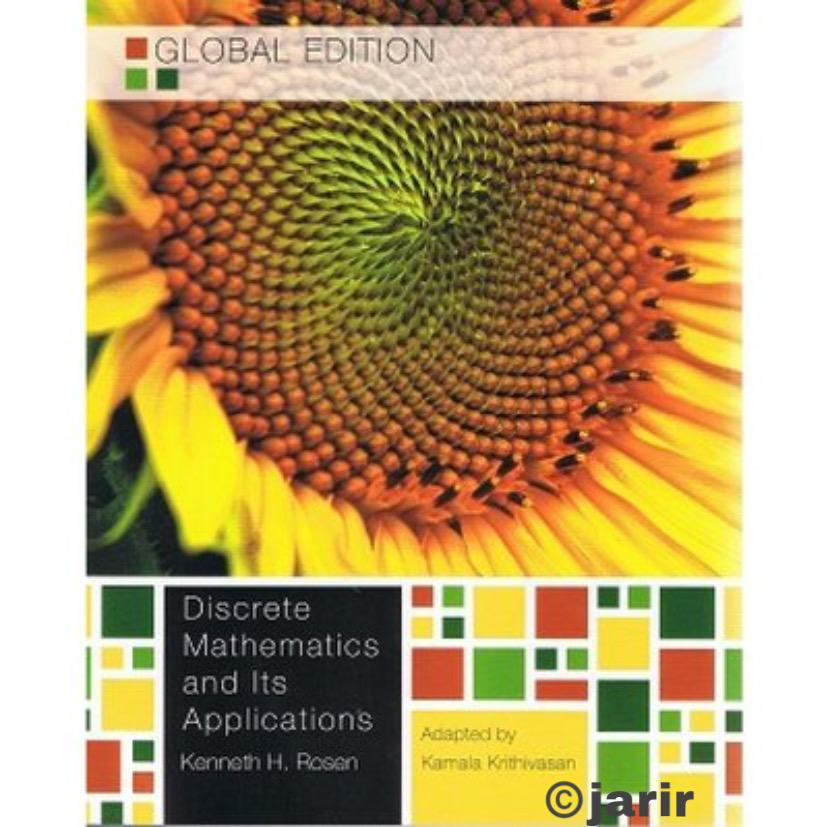 GLOBAL EDITION
Discrete
Mathematics
and Its
Applications
Kenneth H. Rosen
Adapted by
Kamala Krithivasan
©jarir